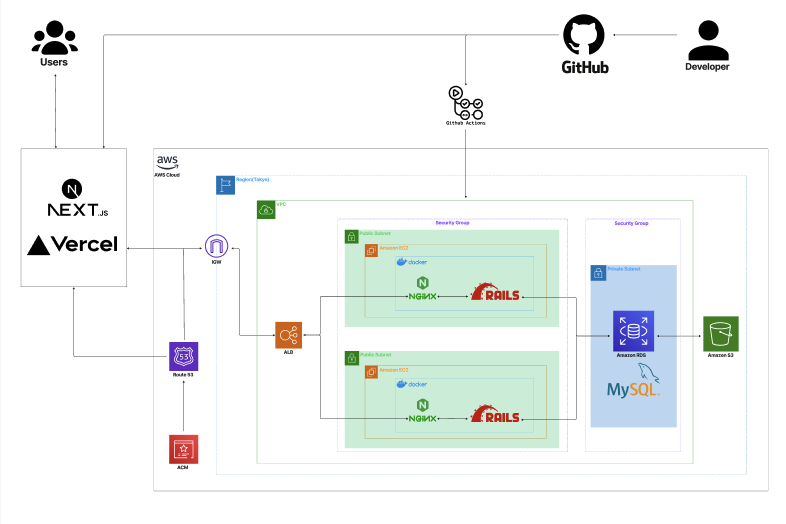 Users
GitHub
Developer
Github Actions
aws
AWS Cloud
Region(Tokyo)
VPC
NEXT.JS
Vercel
IGW
Security Group
Public Subnet
Amazon EC2
docker
NGINX
RAILS
Security Group
Private Subnet
Amazon RDS
MySQL
Amazon S3
ALB
Public Subnet
Amazon EC2
docker
NGINX
RAILS
53
Route 53
ACM